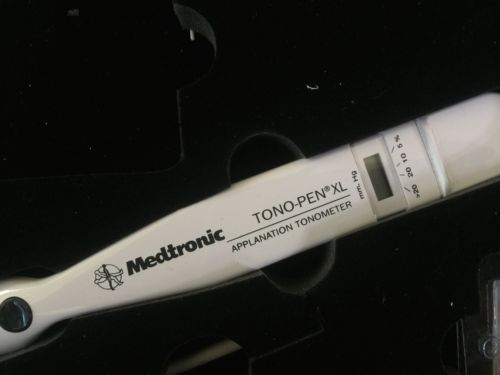 Medtronic
TONO-PEN® XL
APPLANATION TONOMETER
mm. Hg
>20 20 10 5 %